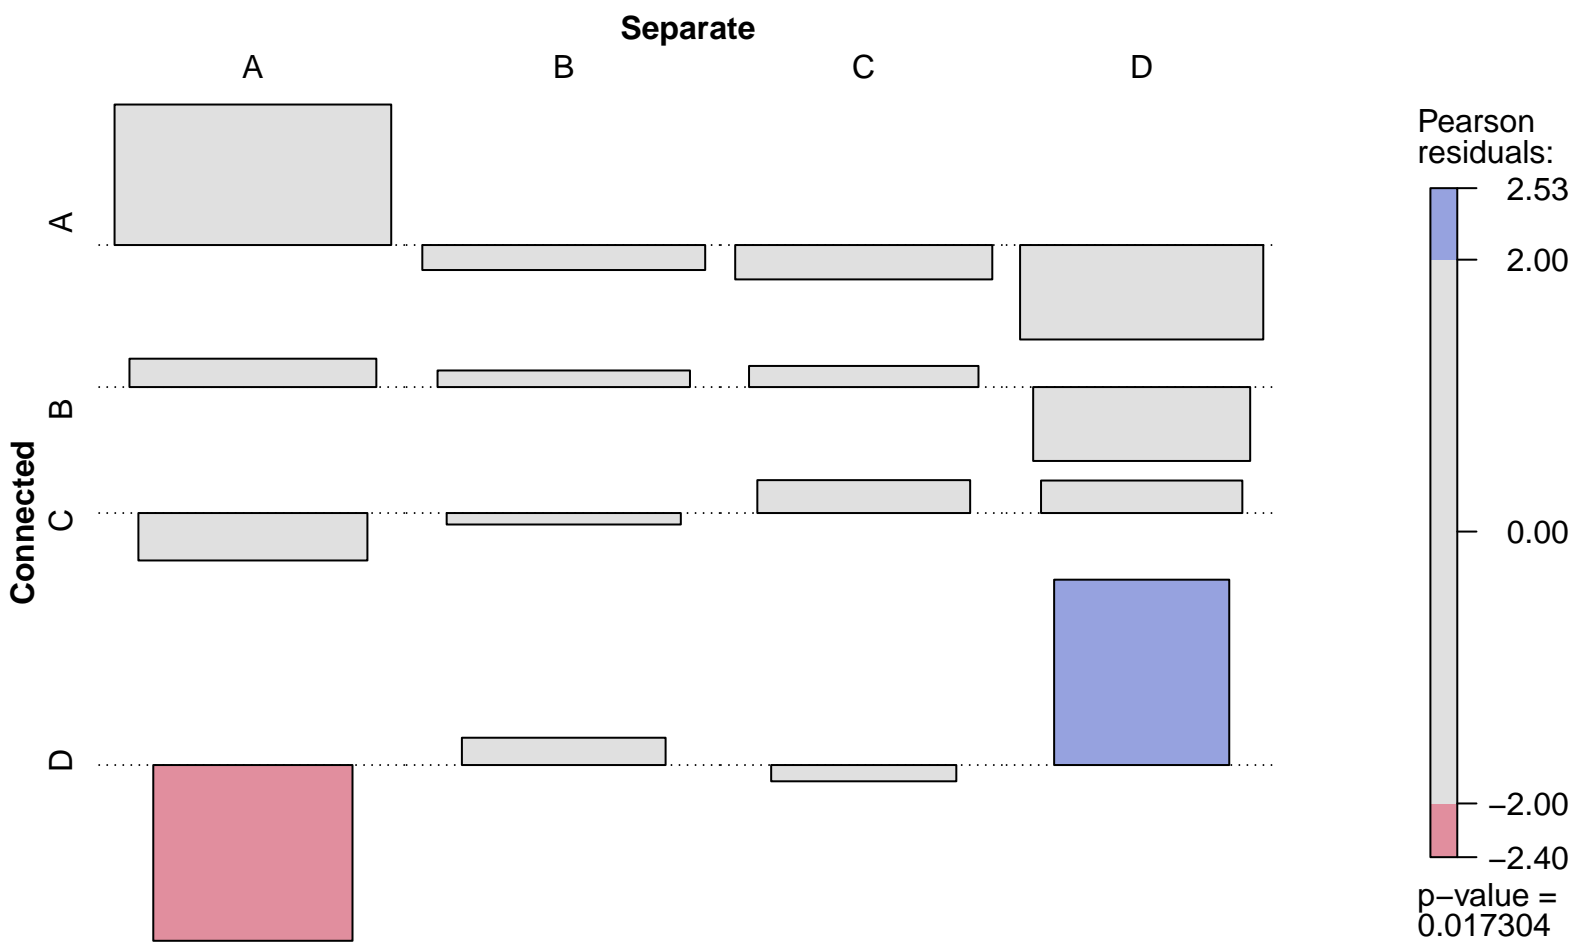 Separate
A B C D
Connected
A
B
C
D
Pearson
residuals:
2.53
2.00
0.00
−2.00
−2.40
p−value =
0.017304